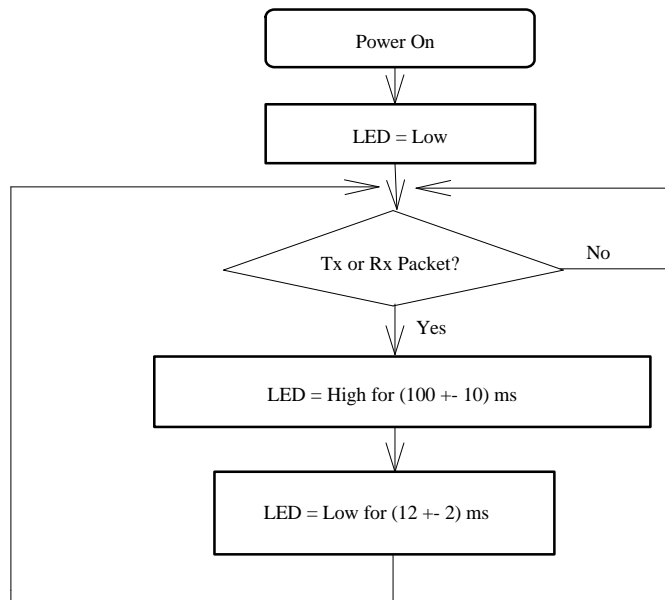 Power On
LED = Low
Tx or Rx Packet?
No
Yes
LED = High for (100 +- 10) ms
LED = Low for (12 +- 2) ms